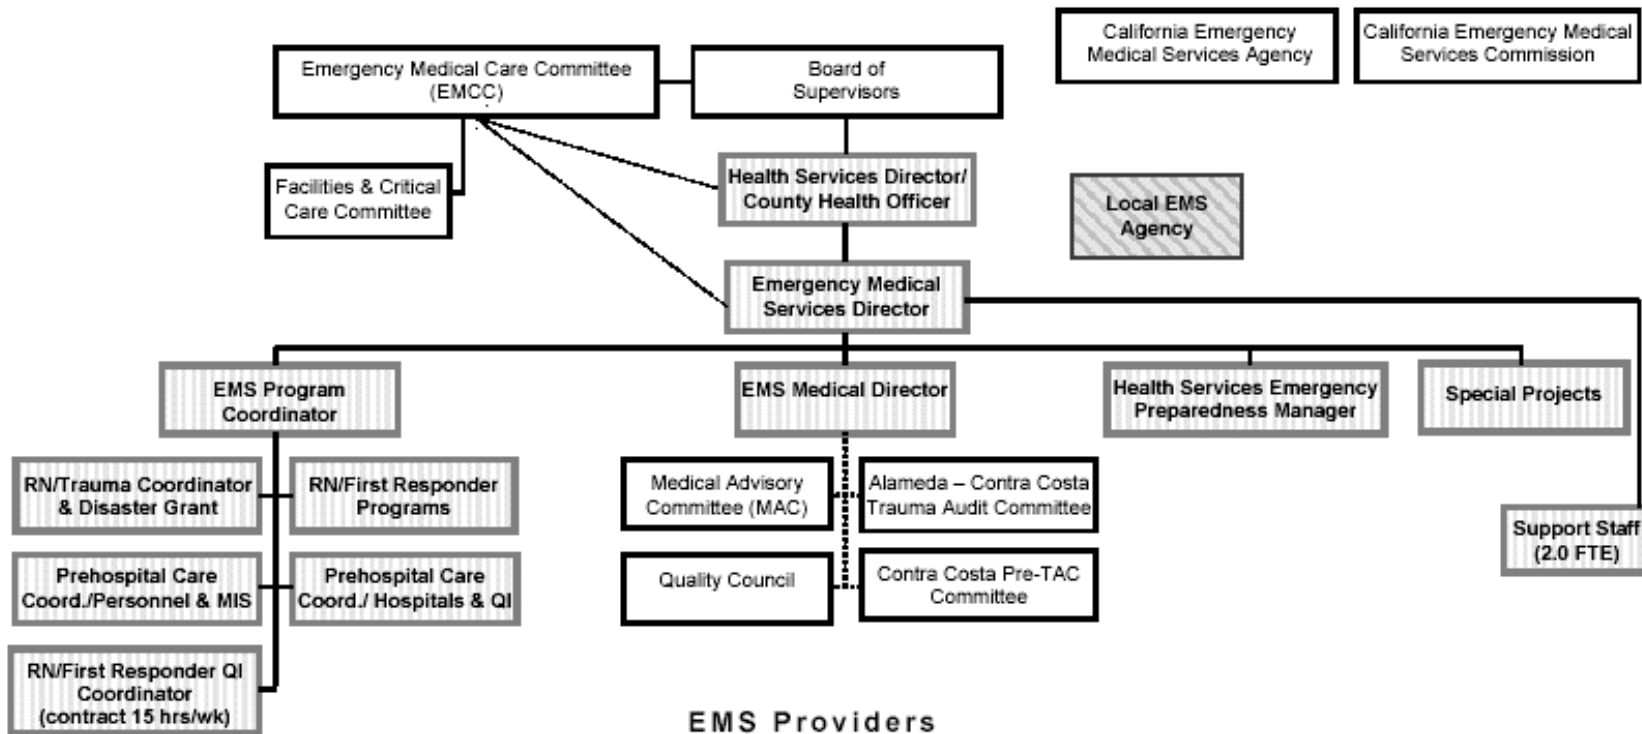 California Emergency
Medical Services Agency
California Emergency Medical
Services Commission
Emergency Medical Care Committee
(EMCC)
Board of
Supervisors
Facilities & Critical
Care Committee
Health Services Director/
County Health Officer
Local EMS
Agency
Emergency Medical
Services Director
EMS Program
Coordinator
EMS Medical Director
Health Services Emergency
Preparedness Manager
Special Projects
RN/Trauma Coordinator
& Disaster Grant
RN/First Responder
Programs
Medical Advisory
Committee (MAC)
Alameda – Contra Costa
Trauma Audit Committee
Support Staff
(2.0 FTE)
Prehospital Care
Coord./Personnel & MIS
Prehospital Care
Coord./ Hospitals & QI
Quality Council
Contra Costa Pre-TAC
Committee
RN/First Responder QI
Coordinator
(contract 15 hrs/wk)
EMS Providers